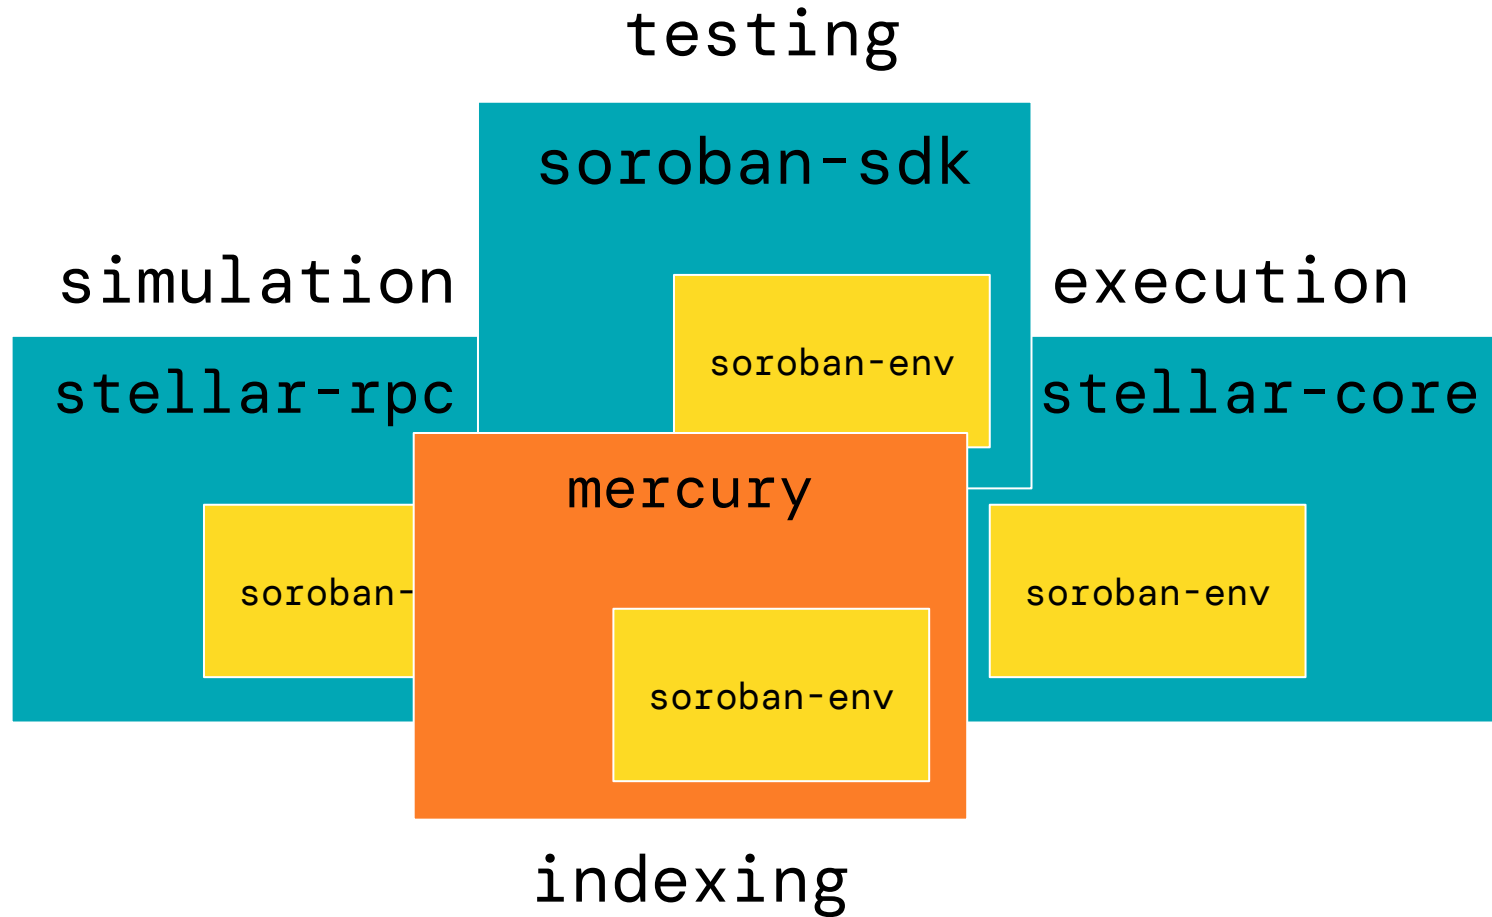 testing
soroban-sdk
simulation
execution
soroban-env
stellar-rpc
stellar-core
mercury
soroban-
soroban-env
soroban-env
indexing